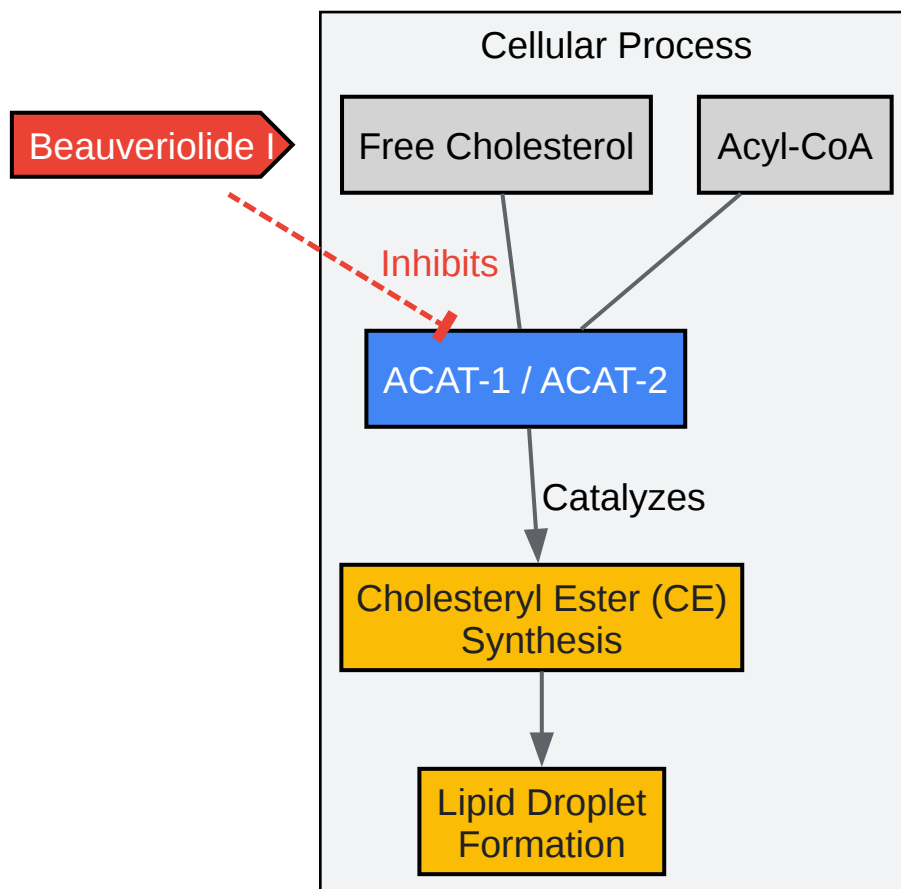 Cellular Process
Beauveriolide I
Free Cholesterol
Acyl-CoA
Inhibits
ACAT-1 / ACAT-2
Catalyzes
Cholesteryl Ester (CE)
Synthesis
Lipid Droplet
Formation